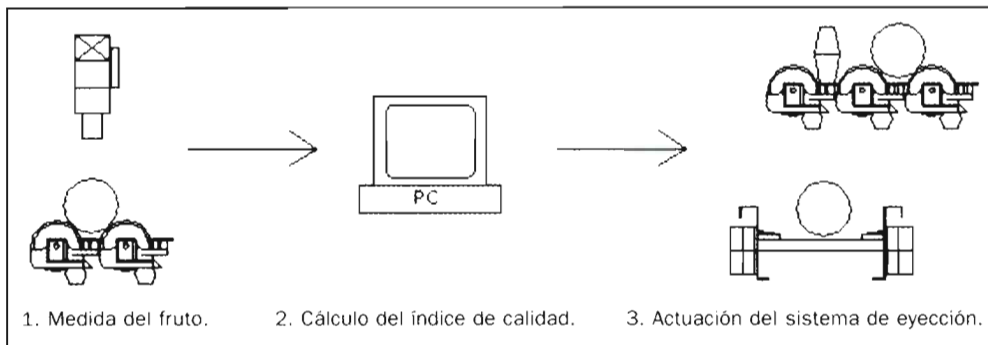 PC
1. Medida del fruto.
2. Cálculo del índice de calidad.
3. Actuación del sistema de eyección.